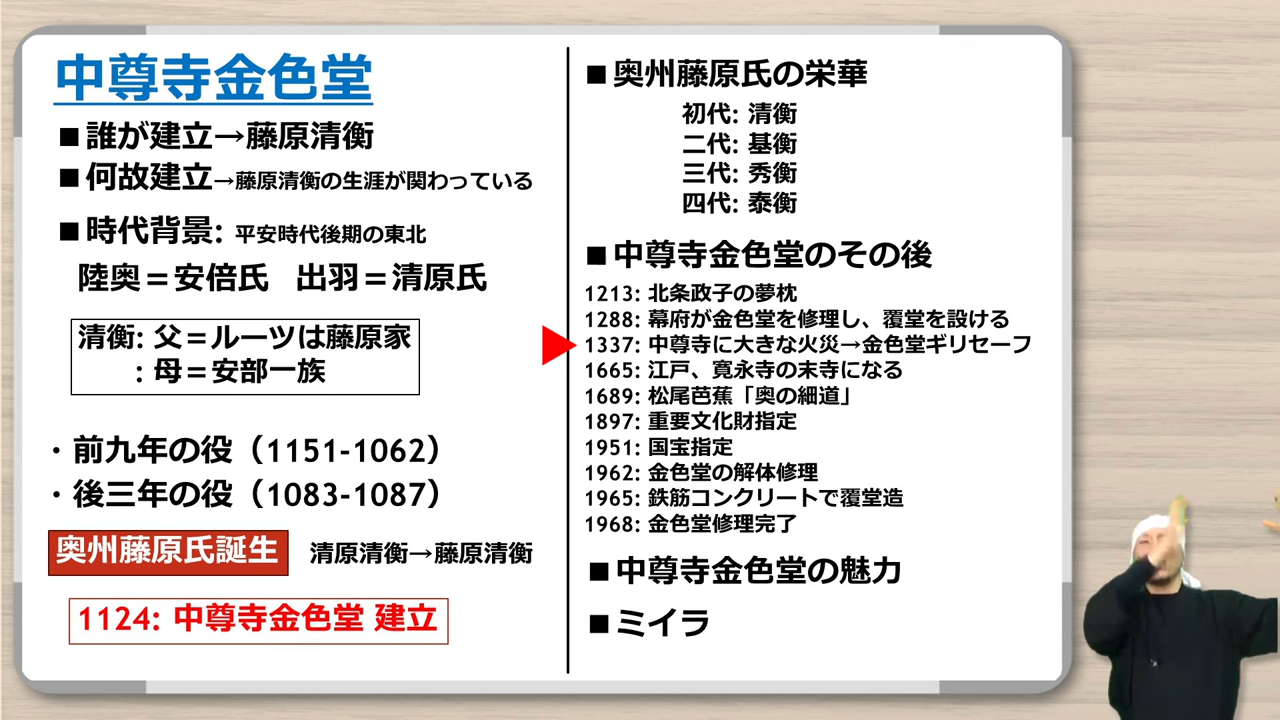 中尊寺金色堂
■誰が建立→藤原清衡
■何故建立→藤原清衡の生涯が関わっている
■時代背景: 平安時代後期の東北
陸奥＝安倍氏 出羽＝清原氏
清衡: 父＝ルーツは藤原家
: 母＝安部一族
・前九年の役（1151-1062）
・後三年の役（1083-1087）
奥州藤原氏誕生 清原清衡→藤原清衡
1124: 中尊寺金色堂 建立
■奥州藤原氏の栄華
初代: 清衡
二代: 基衡
三代: 秀衡
四代: 泰衡
■中尊寺金色堂のその後
1213: 北条政子の夢枕
1288: 幕府が金色堂を修理し、覆堂を設ける
1337: 中尊寺に大きな火災→金色堂ギリセーフ
1665: 江戸、寛永寺の末寺になる
1689: 松尾芭蕉「奥の細道」
1897: 重要文化財指定
1951: 国宝指定
1962: 金色堂の解体修理
1965: 鉄筋コンクリートで覆堂造
1968: 金色堂修理完了
■中尊寺金色堂の魅力
■ミイラ